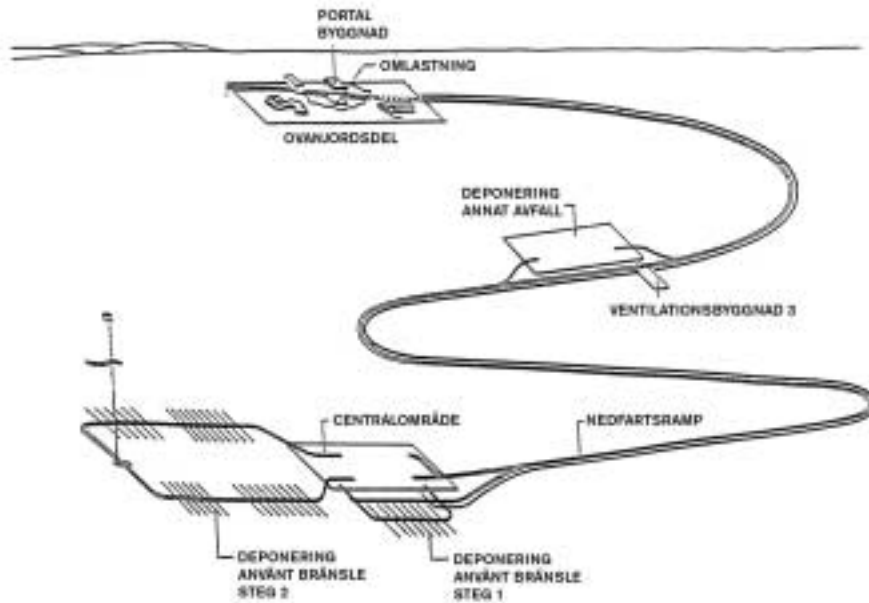 PORTAL
BYGGNAD
OMLASTNING
OVANJORDSDEL
DEPONERING
ANNAT AVFALL
VENTILATIONSBYGGNAD 3
CENTRALOMRÅDE
NEDFARTSRAMP
DEPONERING
ANVÄNT BRÄNSLE
STEG 2
DEPONERING
ANVÄNT BRÄNSLE
STEG 1